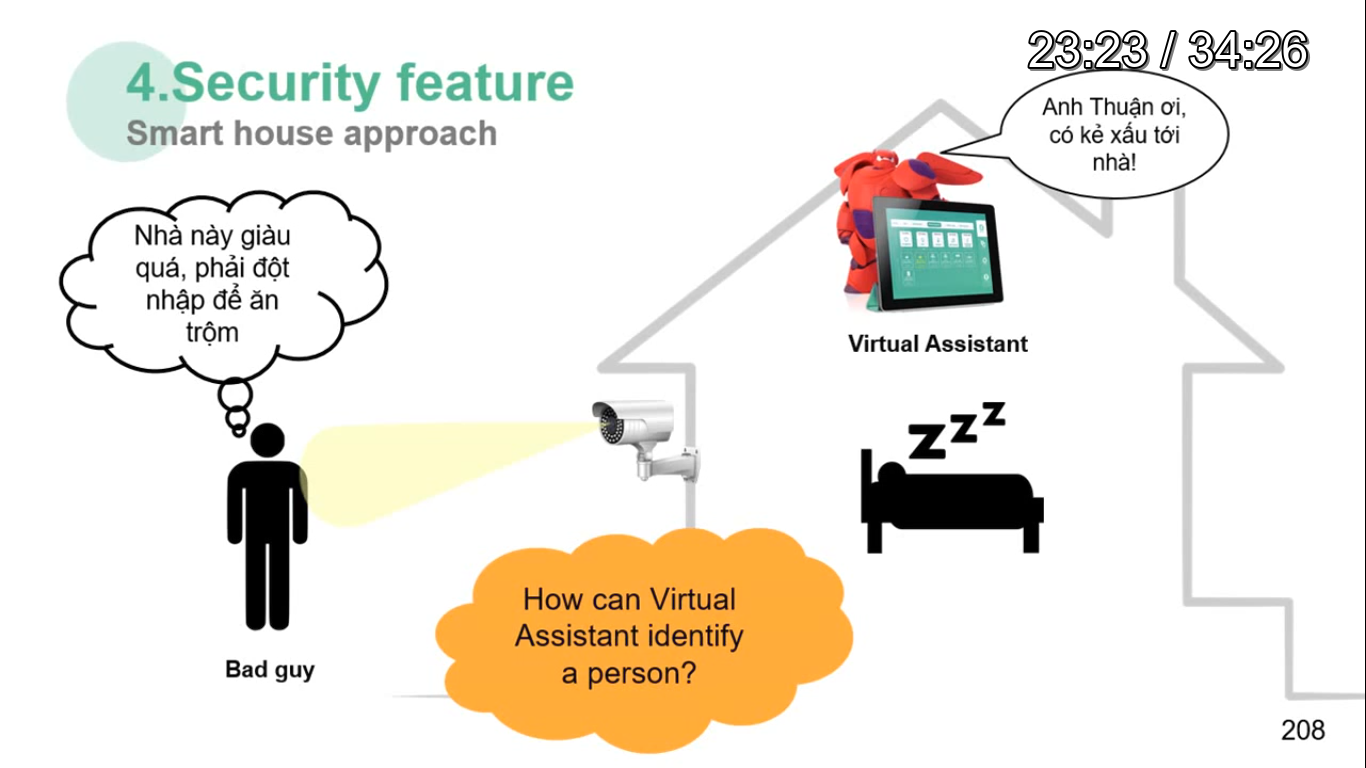 23:23 / 34:26
4.Security feature
Smart house approach
Anh Thuận ơi,
có kẻ xấu tới
nhà!
Nhà này giàu
quá, phải đột
nhập để ăn
trộm
Virtual Assistant
zzz
How can Virtual
Assistant identify
a person?
Bad guy
208